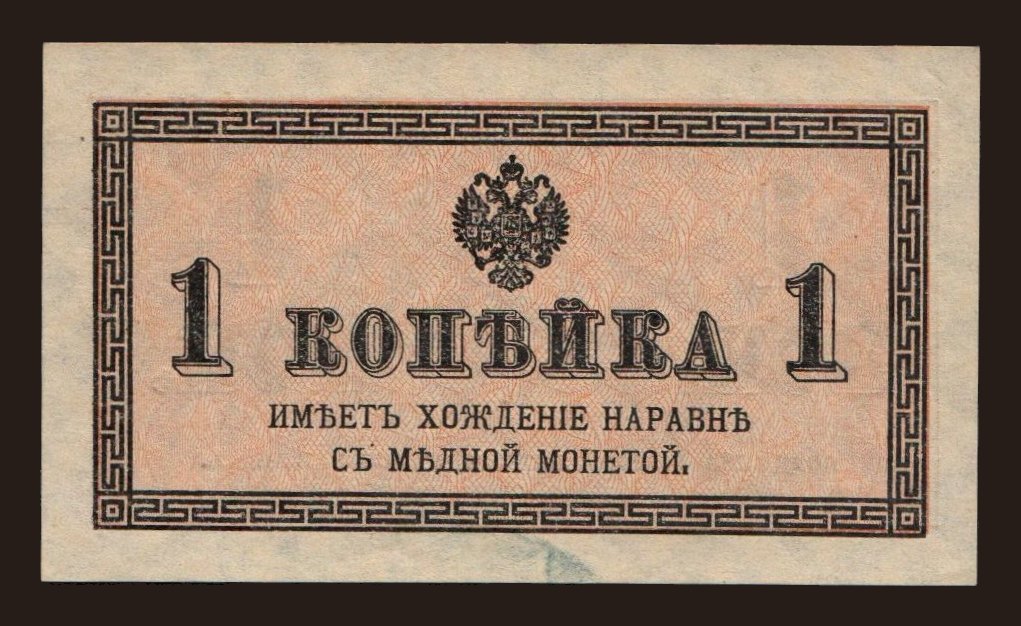 1 КОПѢЙКА 1
ИМѢЕТЪ ХОЖДЕНІЕ НАРАВНѢ
СЪ МѢДНОЙ МОНЕТОЙ.